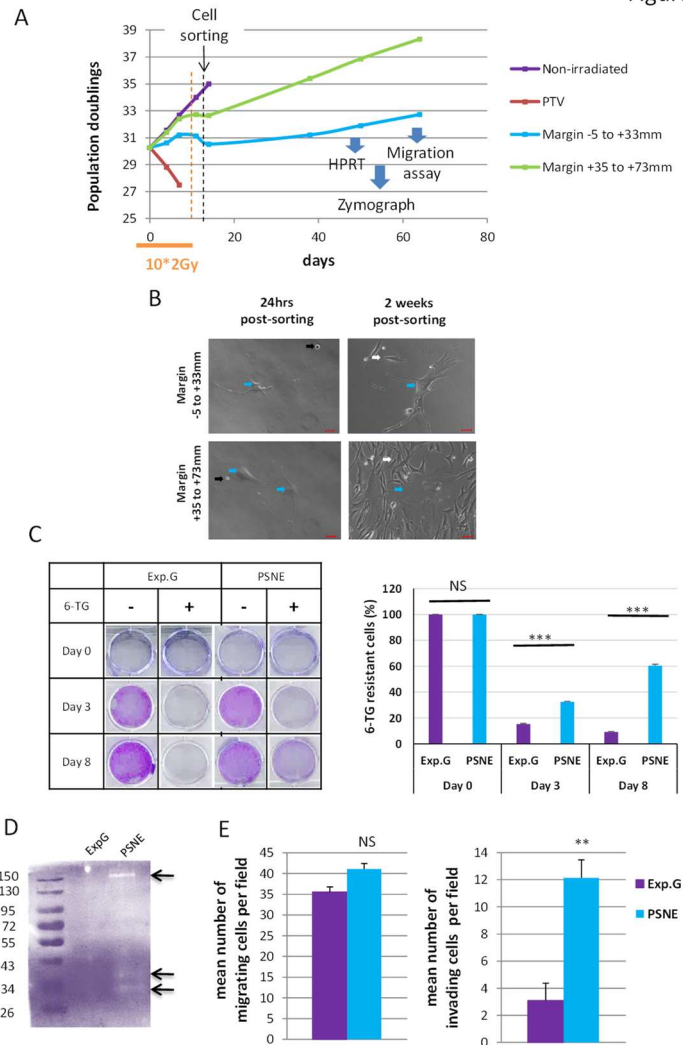 A
Cell
sorting
39
37
35
33
31
29
27
25
Population doublings
Non-irradiated
PTV
Margin -5 to +33mm
Margin +35 to +73mm
HPRT
Migration
assay
Zymograph
0 20 40 60 80
days
10*2Gy
B
24hrs
post-sorting
2 weeks
post-sorting
Margin
-5 to +33mm
Margin
+35 to +73mm
C
Exp.G PSNE
6-TG - + - +
Day 0
Day 3
Day 8
6-TG resistant cells (%)
120
100
80
60
40
20
0
NS
***
***
Exp.G PSNE Exp.G PSNE Exp.G PSNE
Day 0 Day 3 Day 8
D
ExpG PSNE
150
130
95
72
55
43
34
26
E
mean number of
migrating cells per field
45
40
35
30
25
20
15
10
5
0
NS
mean number of
invading cells per field
14
12
10
8
6
4
2
0
**
Exp.G
PSNE